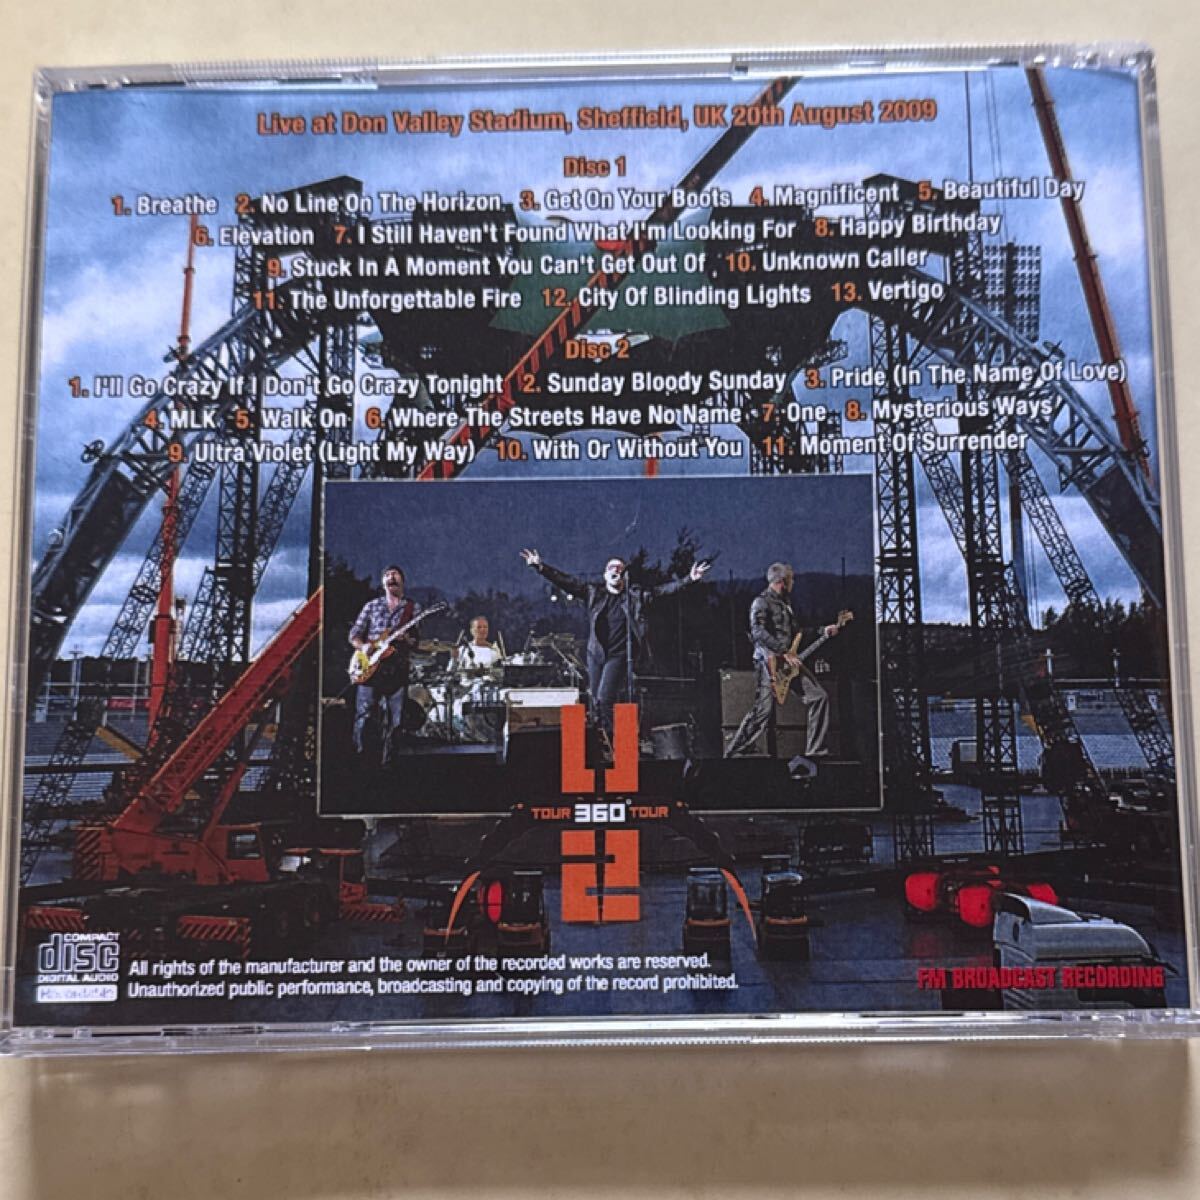 Live at Don Valley Stadium, Sheffield, UK 20th August 2009
Disc 1
1. Breathe 2. No Line On The Horizon 3. Get On Your Boots 4. Magnificent 5. Beautiful Day
6. Elevation 7. I Still Haven't Found What I'm Looking For 8. Happy Birthday
9. Stuck In A Moment You Can't Get Out Of 10. Unknown Caller
11. The Unforgettable Fire 12. City Of Blinding Lights 13. Vertigo
Disc 2
1. I'll Go Crazy If I Don't Go Crazy Tonight 2. Sunday Bloody Sunday 3. Pride (In The Name Of Love)
4. MLK 5. Walk On 6. Where The Streets Have No Name 7. One 8. Mysterious Ways
9. Ultra Violet (Light My Way) 10. With Or Without You 11. Moment Of Surrender
U
TOUR 360° TOUR
2
COMPACT
disc
DIGITAL AUDIO
All rights of the manufacturer and the owner of the recorded works are reserved.
Unauthorized public performance, broadcasting and copying of the record prohibited.
FM BROADCAST RECORDING